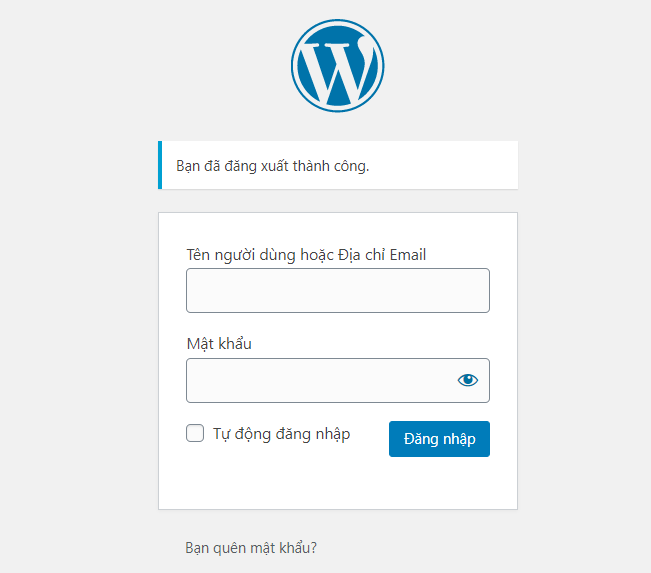 Bạn đã đăng xuất thành công.
Tên người dùng hoặc Địa chỉ Email
Mật khẩu
Tự động đăng nhập
Đăng nhập
Bạn quên mật khẩu?